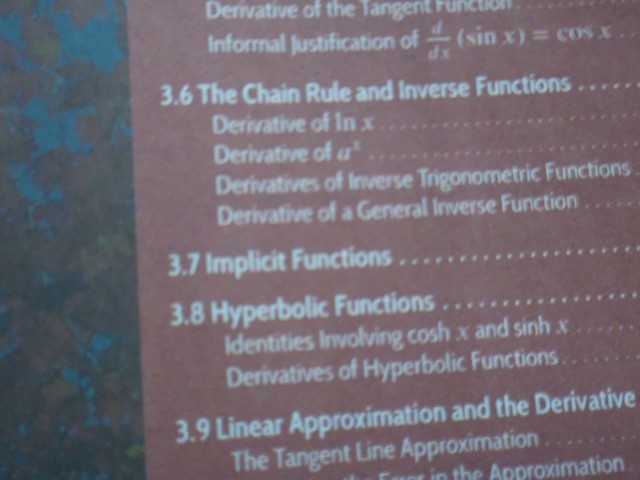 Derivative of the Tangent Function ..........
Informal Justification of d/dx (sin x) = cos x ..
3.6 The Chain Rule and Inverse Functions ......
Derivative of ln x ..............................
Derivative of aˣ ..............................
Derivatives of Inverse Trigonometric Functions .
Derivative of a General Inverse Function ......
3.7 Implicit Functions ........................
3.8 Hyperbolic Functions ....................
Identities Involving cosh x and sinh x ......
Derivatives of Hyperbolic Functions ........
3.9 Linear Approximation and the Derivative
The Tangent Line Approximation ..........
the Error in the Approximation .